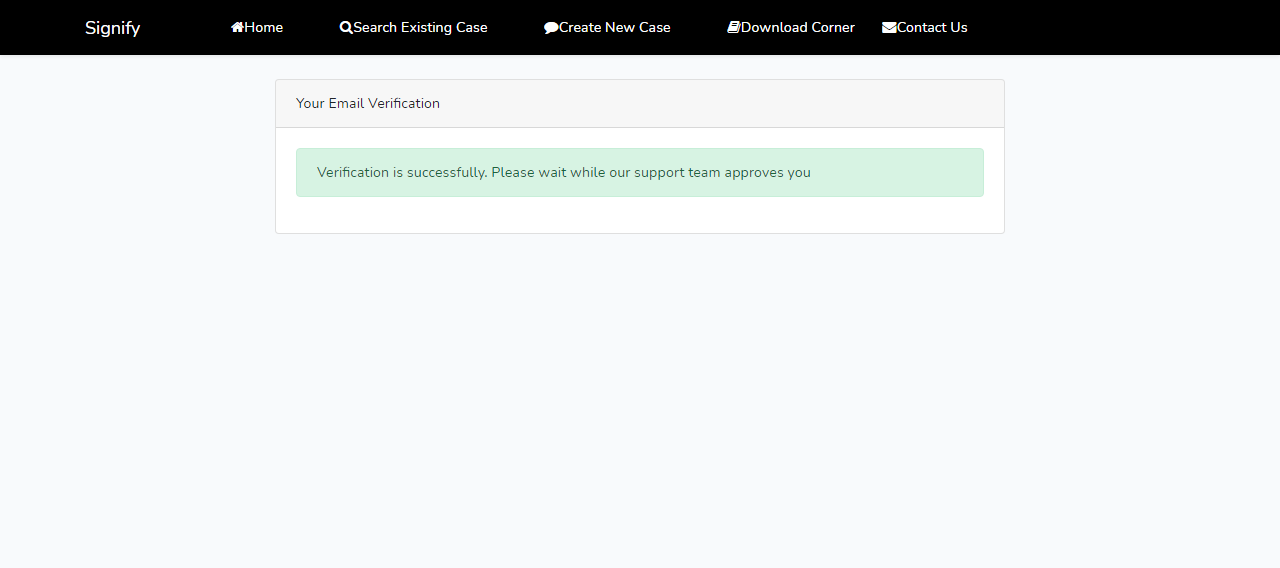 Signify Home Search Existing Case Create New Case Download Corner Contact Us
Your Email Verification
Verification is successfully. Please wait while our support team approves you